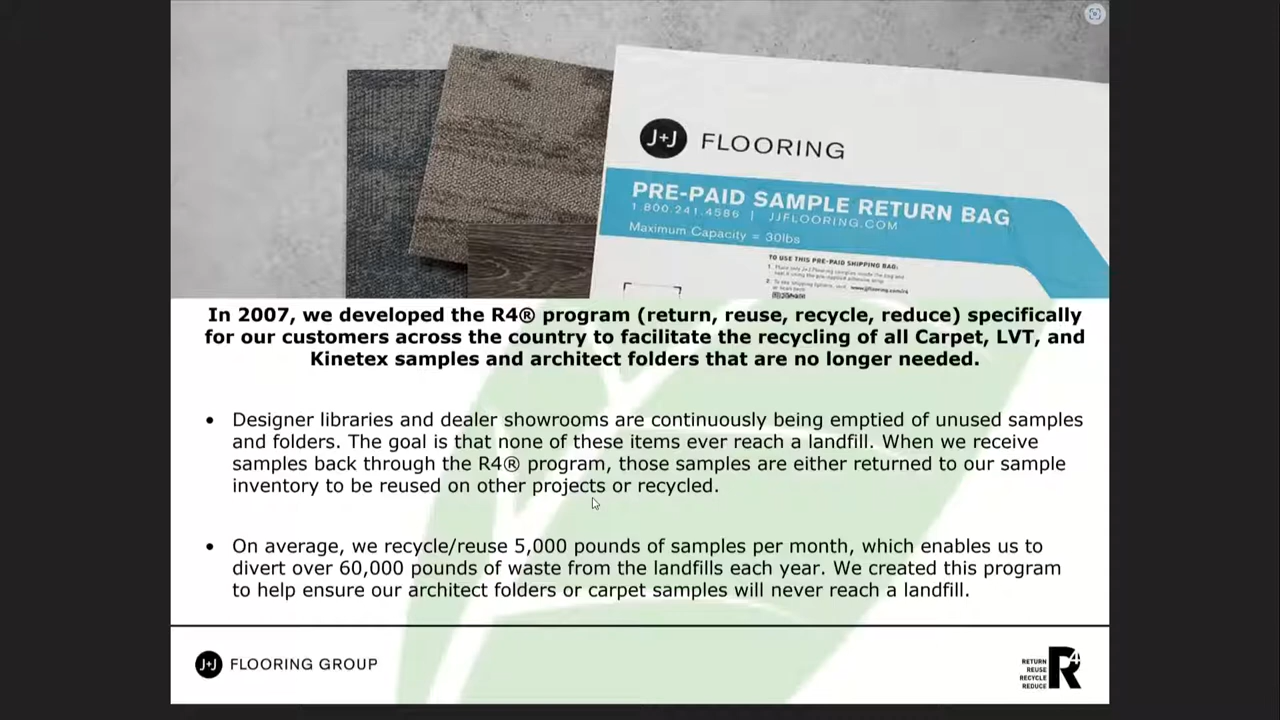 J+J FLOORING
PRE-PAID SAMPLE RETURN BAG
1.800.241.4586 | JJFLOORING.COM
Maximum Capacity = 30lbs
TO USE THIS PRE-PAID SHIPPING BAG:
In 2007, we developed the R4® program (return, reuse, recycle, reduce) specifically
for our customers across the country to facilitate the recycling of all Carpet, LVT, and
Kinetex samples and architect folders that are no longer needed.
• Designer libraries and dealer showrooms are continuously being emptied of unused samples
and folders. The goal is that none of these items ever reach a landfill. When we receive
samples back through the R4® program, those samples are either returned to our sample
inventory to be reused on other projects or recycled.
• On average, we recycle/reuse 5,000 pounds of samples per month, which enables us to
divert over 60,000 pounds of waste from the landfills each year. We created this program
to help ensure our architect folders or carpet samples will never reach a landfill.
J+J FLOORING GROUP
RETURN
REUSE
RECYCLE
REDUCE
R4